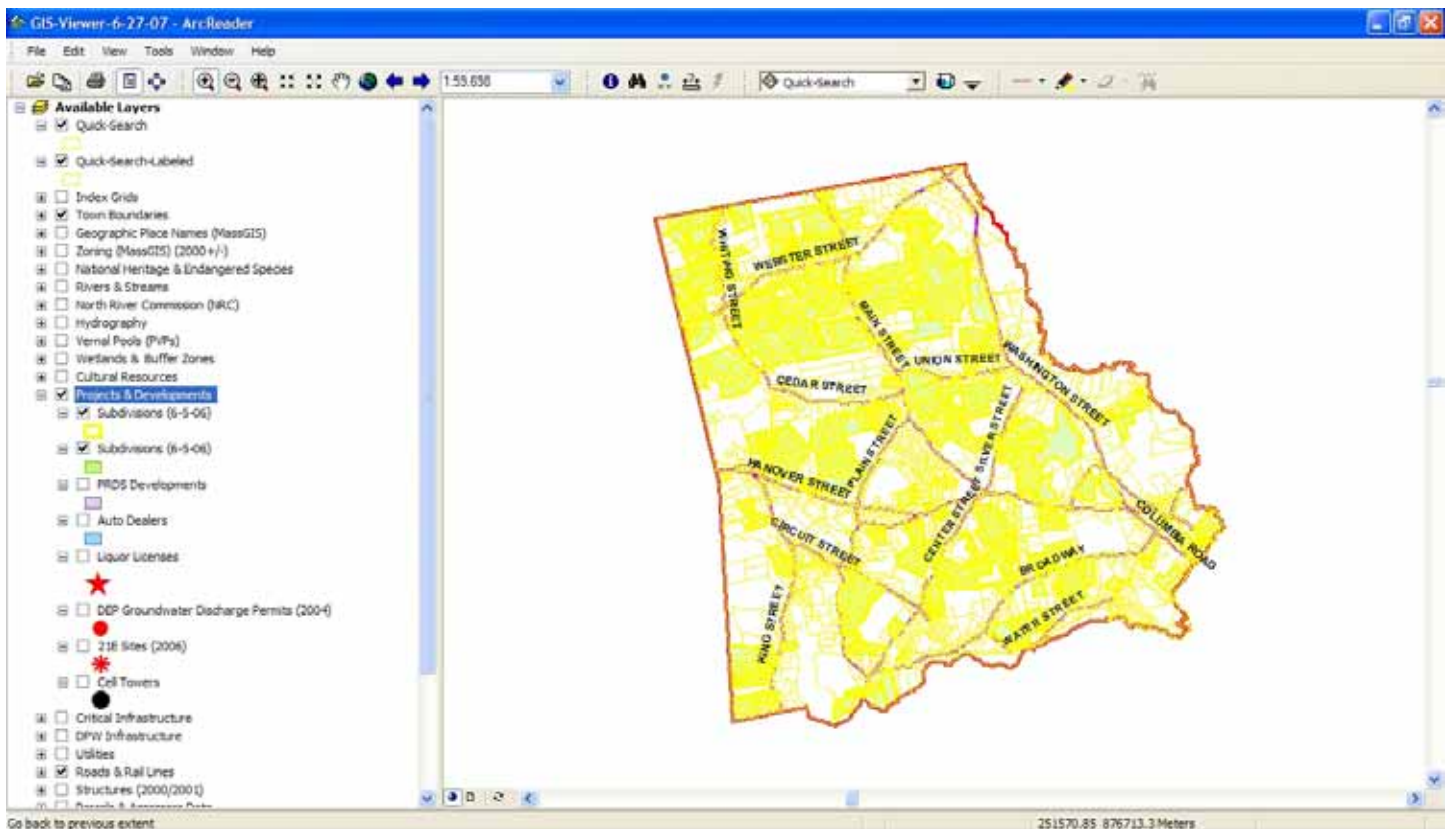 GIS-Viewer-6-27-07 - ArcReader
File Edit View Tools Window Help
Quick-Search
Available Layers
Quick-Search
Quick-Search-Labeled
Index Grids
Town Boundaries
Geographic Place Names (MassGIS)
Zoning (MassGIS) (2000+/-)
National Heritage & Endangered Species
Rivers & Streams
North River Commission (NRC)
Hydrography
Vernal Pools (PVPs)
Wetlands & Buffer Zones
Cultural Resources
Projects & Developments
Subdivisions (6-5-06)
Subdivisions (6-5-06)
PRDS Developments
Auto Dealers
Liquor Licenses
DEP Groundwater Discharge Permits (2004)
21E Sites (2006)
Cell Towers
Critical Infrastructure
DPW Infrastructure
Utilities
Roads & Rail Lines
Structures (2000/2001)
WHITING STREET
WEBSTER STREET
MAIN STREET
UNION STREET
WASHINGTON STREET
CEDAR STREET
SILVER STREET
PLAIN STREET
HANOVER STREET
CENTER STREET
COLUMBIA ROAD
CIRCUIT STREET
BROADWAY
WATER STREET
KING STREET
Go back to previous extent
251570.85 876713.3 Meters